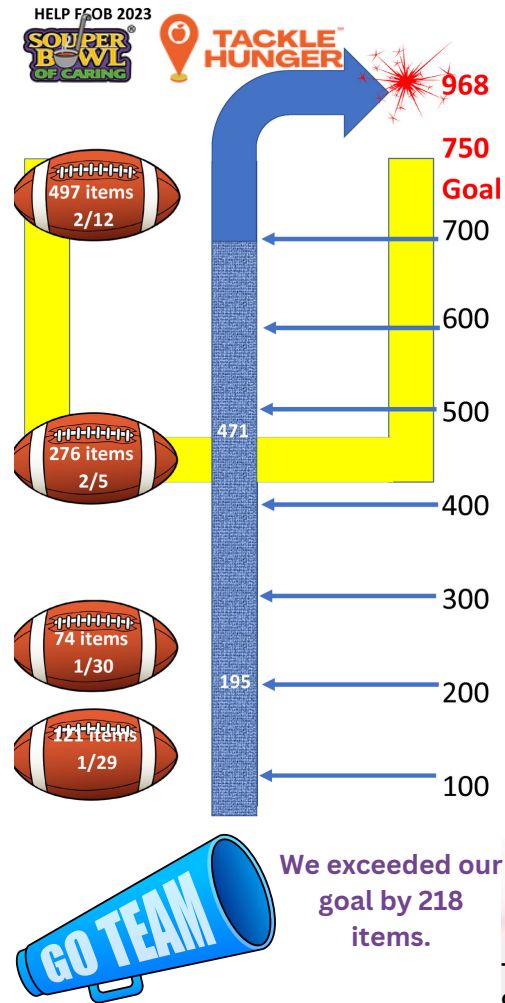 HELP FCOB 2023
SOUPER
BOWL
OF CARING
®
TACKLE
HUNGER™
968
750
Goal
497 items
2/12
700
600
500
471
276 items
2/5
400
300
74 items
1/30
195
200
121 items
1/29
100
We exceeded our
goal by 218
items.
GO TEAM